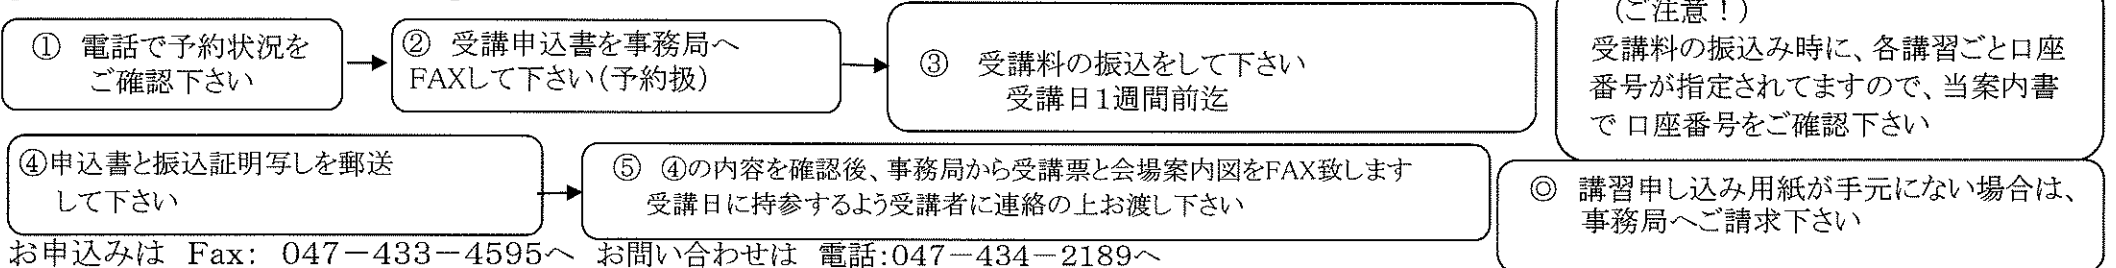 ① 電話で予約状況を
ご確認下さい
② 受講申込書を事務局へ
FAXして下さい(予約扱)
③ 受講料の振込をして下さい
受講日1週間前迄
(ご注意!)
受講料の振込み時に、各講習ごと口座
番号が指定されてますので、当案内書
で 口座番号をご確認下さい
④申込書と振込証明写しを郵送
して下さい
⑤ ④の内容を確認後、事務局から受講票と会場案内図をFAX致します
受講日に持参するよう受講者に連絡の上お渡し下さい
◎ 講習申し込み用紙が手元にない場合は、
事務局へご請求下さい
お申込みは Fax: 047-433-4595へ お問い合わせは 電話:047-434-2189へ